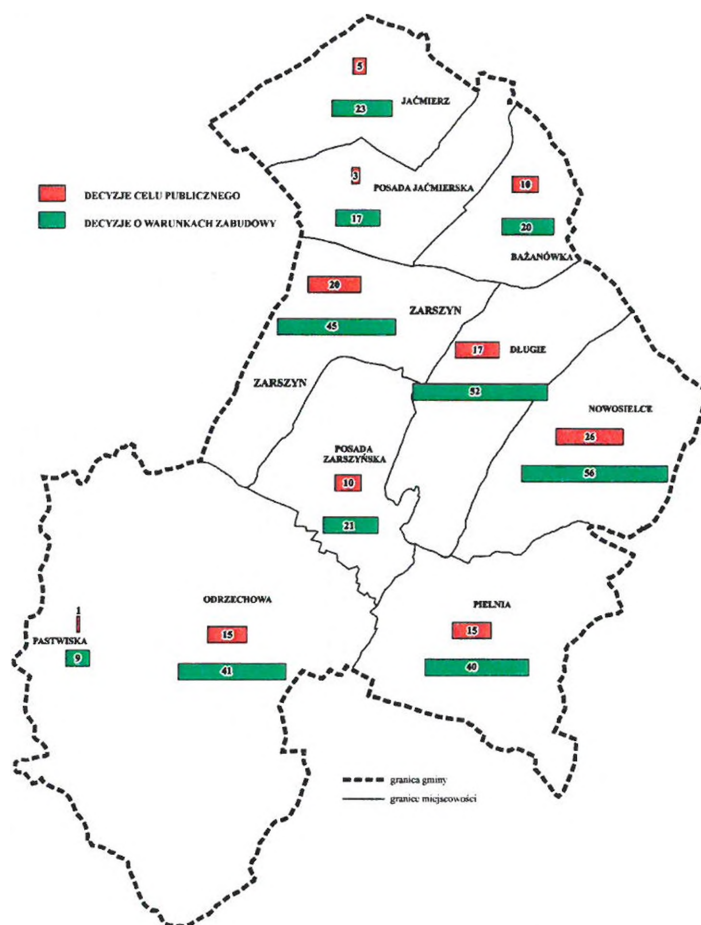 5
JAĆMIERZ
23
3
POSADA JAĆMIERSKA
17
10
20
BAŻANÓWKA
DECYZJE CELU PUBLICZNEGO
DECYZJE O WARUNKACH ZABUDOWY
20
ZARSZYN
45
17
DŁUGIE
52
ZARSZYN
NOWOSIELCE
26
56
POSADA
ZARSZYŃSKA
10
21
ODRZECHOWA
15
41
PIELNIA
15
40
1
PASTWISKA
9
granica gminy
granice miejscowości